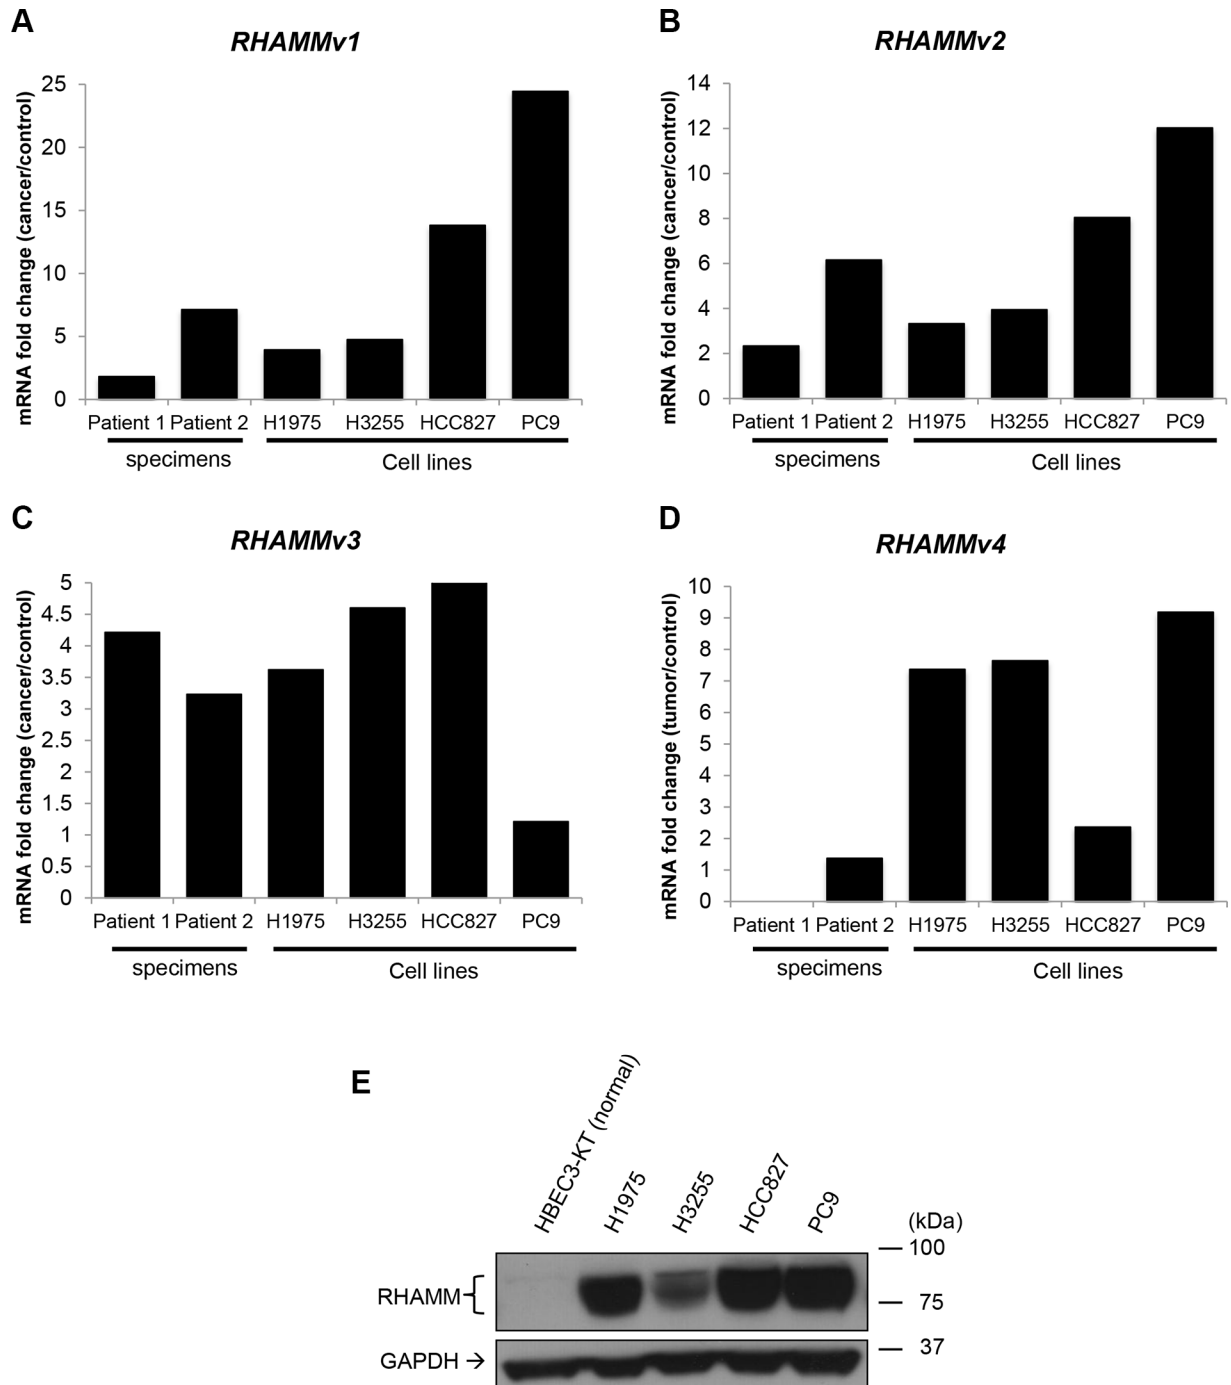 A
RHAMMv1
mRNA fold change (cancer/control)
25
20
15
10
5
0
Patient 1 Patient 2 H1975 H3255 HCC827 PC9
specimens Cell lines
B
RHAMMv2
mRNA fold change (cancer/control)
14
12
10
8
6
4
2
0
Patient 1 Patient 2 H1975 H3255 HCC827 PC9
specimens Cell lines
C
RHAMMv3
mRNA fold change (cancer/control)
5
4.5
4
3.5
3
2.5
2
1.5
1
0.5
0
Patient 1 Patient 2 H1975 H3255 HCC827 PC9
specimens Cell lines
D
RHAMMv4
mRNA fold change (tumor/control)
10
9
8
7
6
5
4
3
2
1
0
Patient 1 Patient 2 H1975 H3255 HCC827 PC9
specimens Cell lines
E
HBEC3-KT (normal)
H1975
H3255
HCC827
PC9
(kDa)
100
RHAMM
75
37
GAPDH →